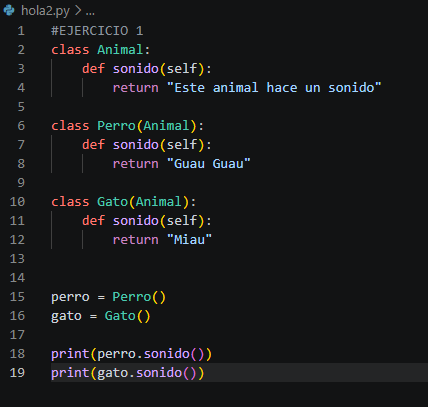 hola2.py > ...
1 #EJERCICIO 1
2 class Animal:
3     def sonido(self):
4         return "Este animal hace un sonido"
5
6 class Perro(Animal):
7     def sonido(self):
8         return "Guau Guau"
9
10 class Gato(Animal):
11     def sonido(self):
12         return "Miau"
13
14
15 perro = Perro()
16 gato = Gato()
17
18 print(perro.sonido())
19 print(gato.sonido())